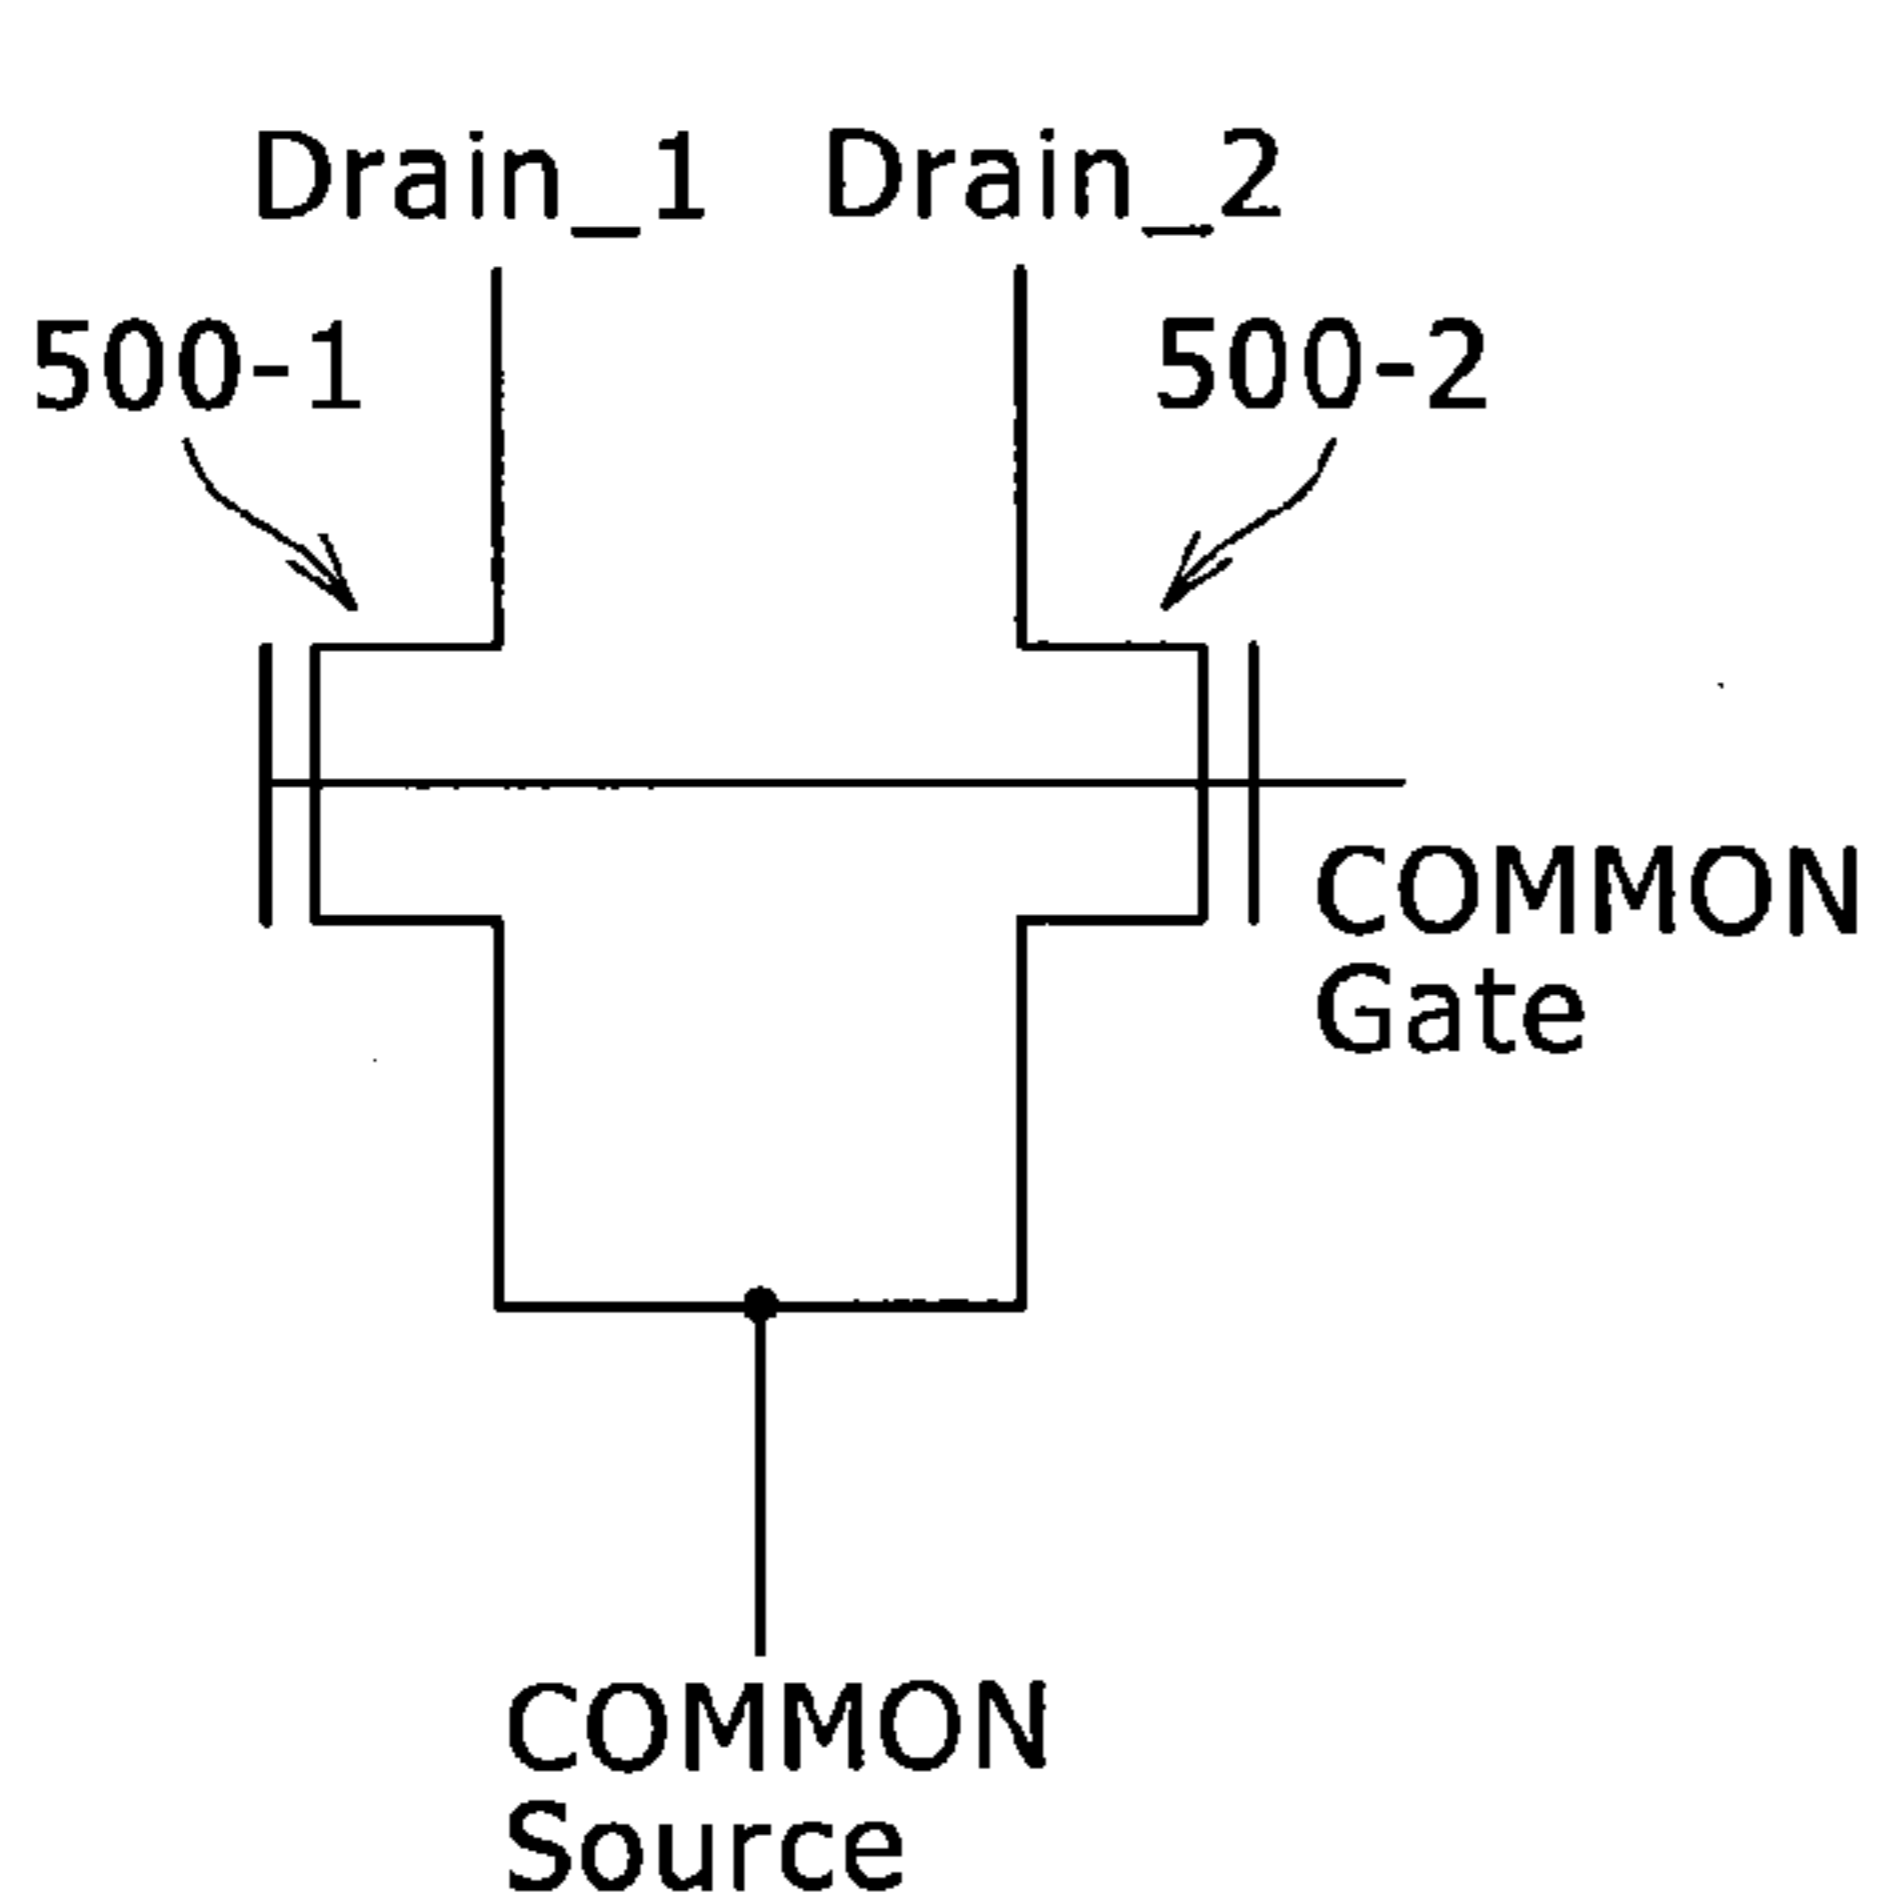 Drain_1 Drain_2
500-1
500-2
COMMON
Gate
COMMON
Source